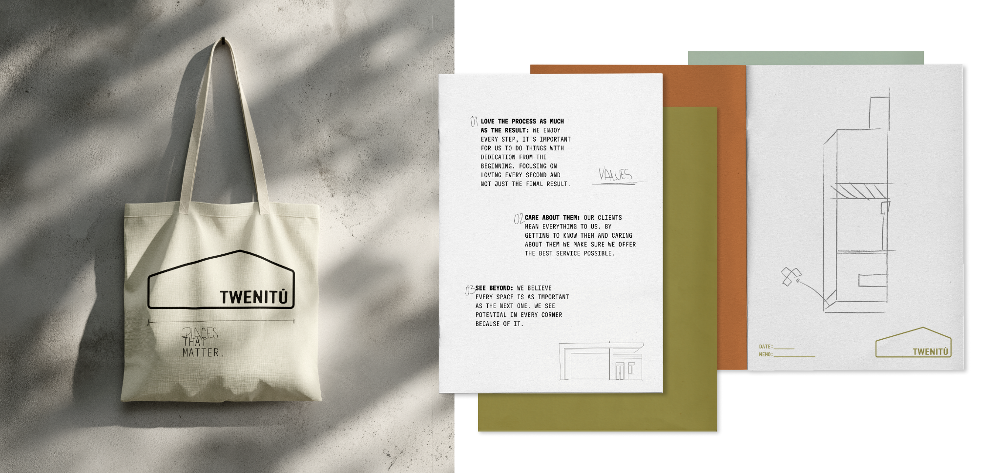 TWENITÚ
PLACES
THAT
MATTER.
01
LOVE THE PROCESS AS MUCH
AS THE RESULT: WE ENJOY
EVERY STEP, IT'S IMPORTANT
FOR US TO DO THINGS WITH
DEDICATION FROM THE
BEGINNING. FOCUSING ON
LOVING EVERY SECOND AND
NOT JUST THE FINAL RESULT.
VALUES
02
CARE ABOUT THEM: OUR CLIENTS
MEAN EVERYTHING TO US. BY
GETTING TO KNOW THEM AND CARING
ABOUT THEM WE MAKE SURE WE OFFER
THE BEST SERVICE POSSIBLE.
03
SEE BEYOND: WE BELIEVE
EVERY SPACE IS AS IMPORTANT
AS THE NEXT ONE. WE SEE
POTENTIAL IN EVERY CORNER
BECAUSE OF IT.
DATE:
MEMO:
TWENITÚ